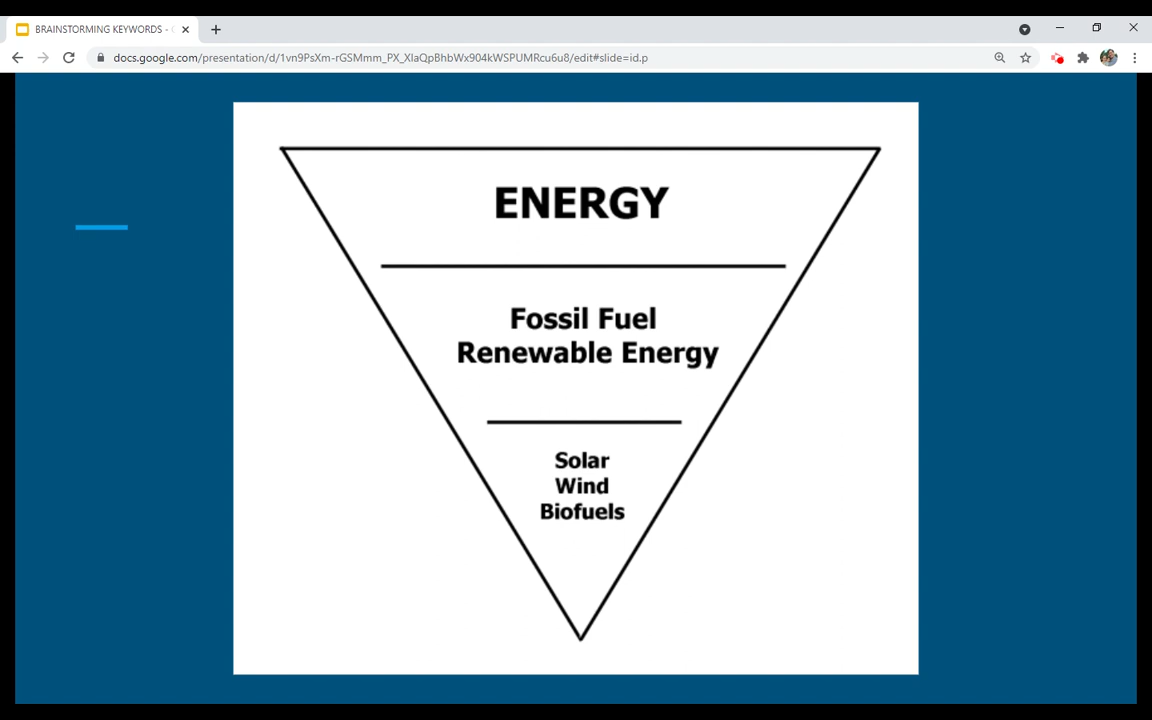 BRAINSTORMING KEYWORDS -
docs.google.com/presentation/d/1vn9PsXm-rGSMmm_PX_XlaQpBhbWx904kWSPUMRcu6u8/edit#slide=id.p
ENERGY
Fossil Fuel
Renewable Energy
Solar
Wind
Biofuels